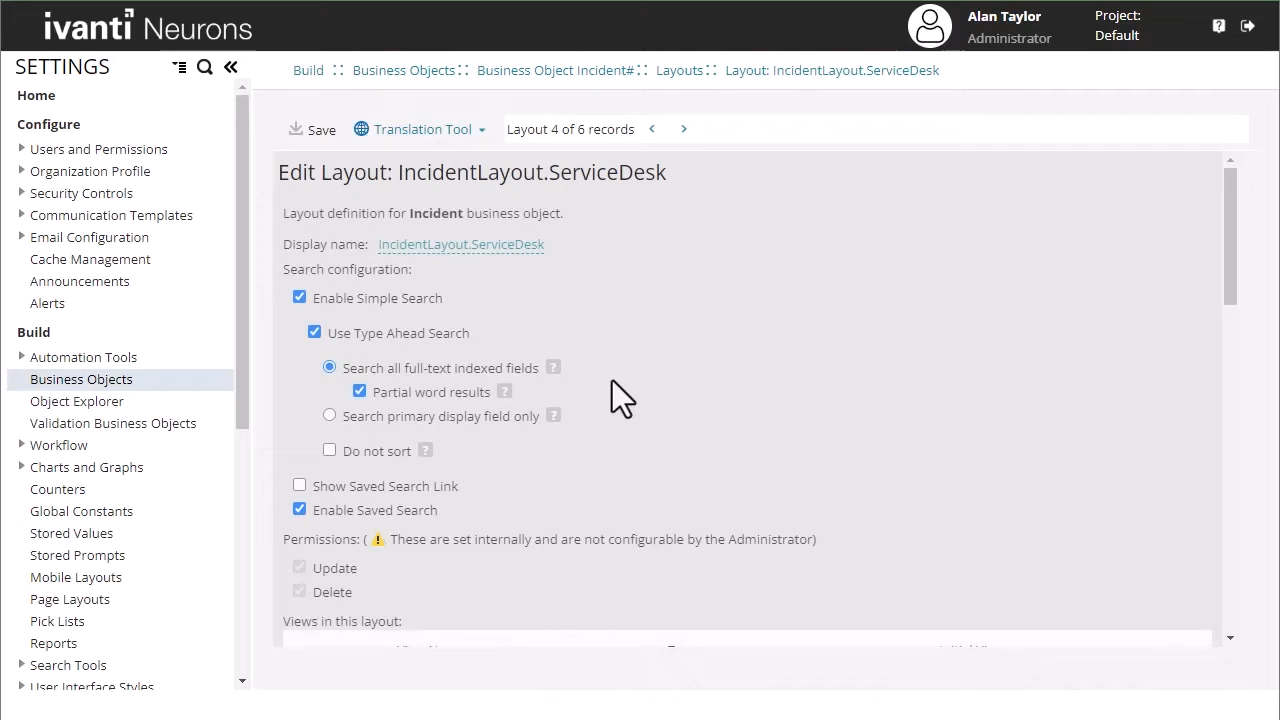 ivanti Neurons
Alan Taylor
Administrator
Project:
Default
?
SETTINGS
Home
Configure
Users and Permissions
Organization Profile
Security Controls
Communication Templates
Email Configuration
Cache Management
Announcements
Alerts
Build
Automation Tools
Business Objects
Object Explorer
Validation Business Objects
Workflow
Charts and Graphs
Counters
Global Constants
Stored Values
Stored Prompts
Mobile Layouts
Page Layouts
Pick Lists
Reports
Search Tools
User Interface Styles
Build :: Business Objects:: Business Object Incident#:: Layouts:: Layout: IncidentLayout.ServiceDesk
Save Translation Tool Layout 4 of 6 records < >
Edit Layout: IncidentLayout.ServiceDesk
Layout definition for Incident business object.
Display name: IncidentLayout.ServiceDesk
Search configuration:
Enable Simple Search
Use Type Ahead Search
Search all full-text indexed fields ?
Partial word results ?
Search primary display field only ?
Do not sort ?
Show Saved Search Link
Enable Saved Search
Permissions: ( These are set internally and are not configurable by the Administrator)
Update
Delete
Views in this layout: